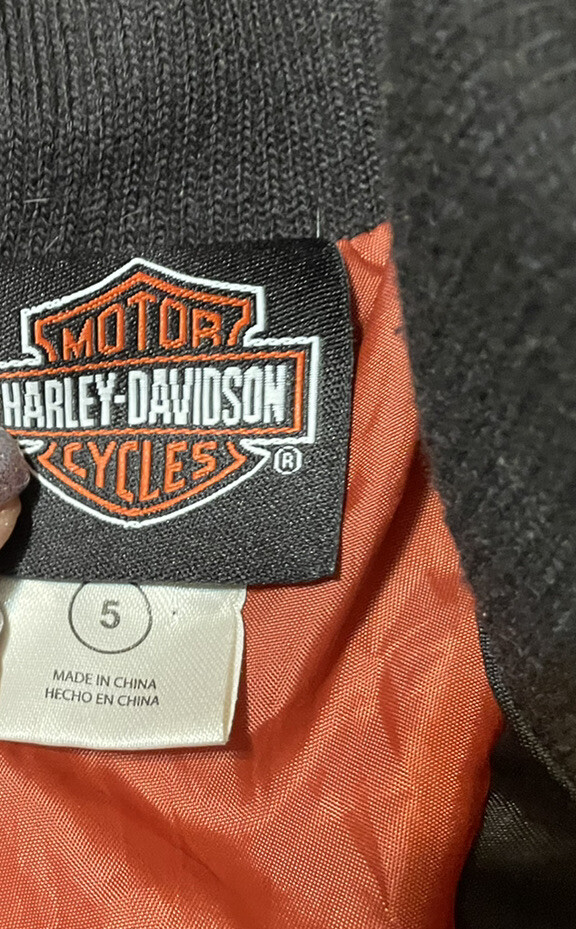 MOTOR
HARLEY-DAVIDSON
CYCLES
®
5
MADE IN CHINA
HECHO EN CHINA